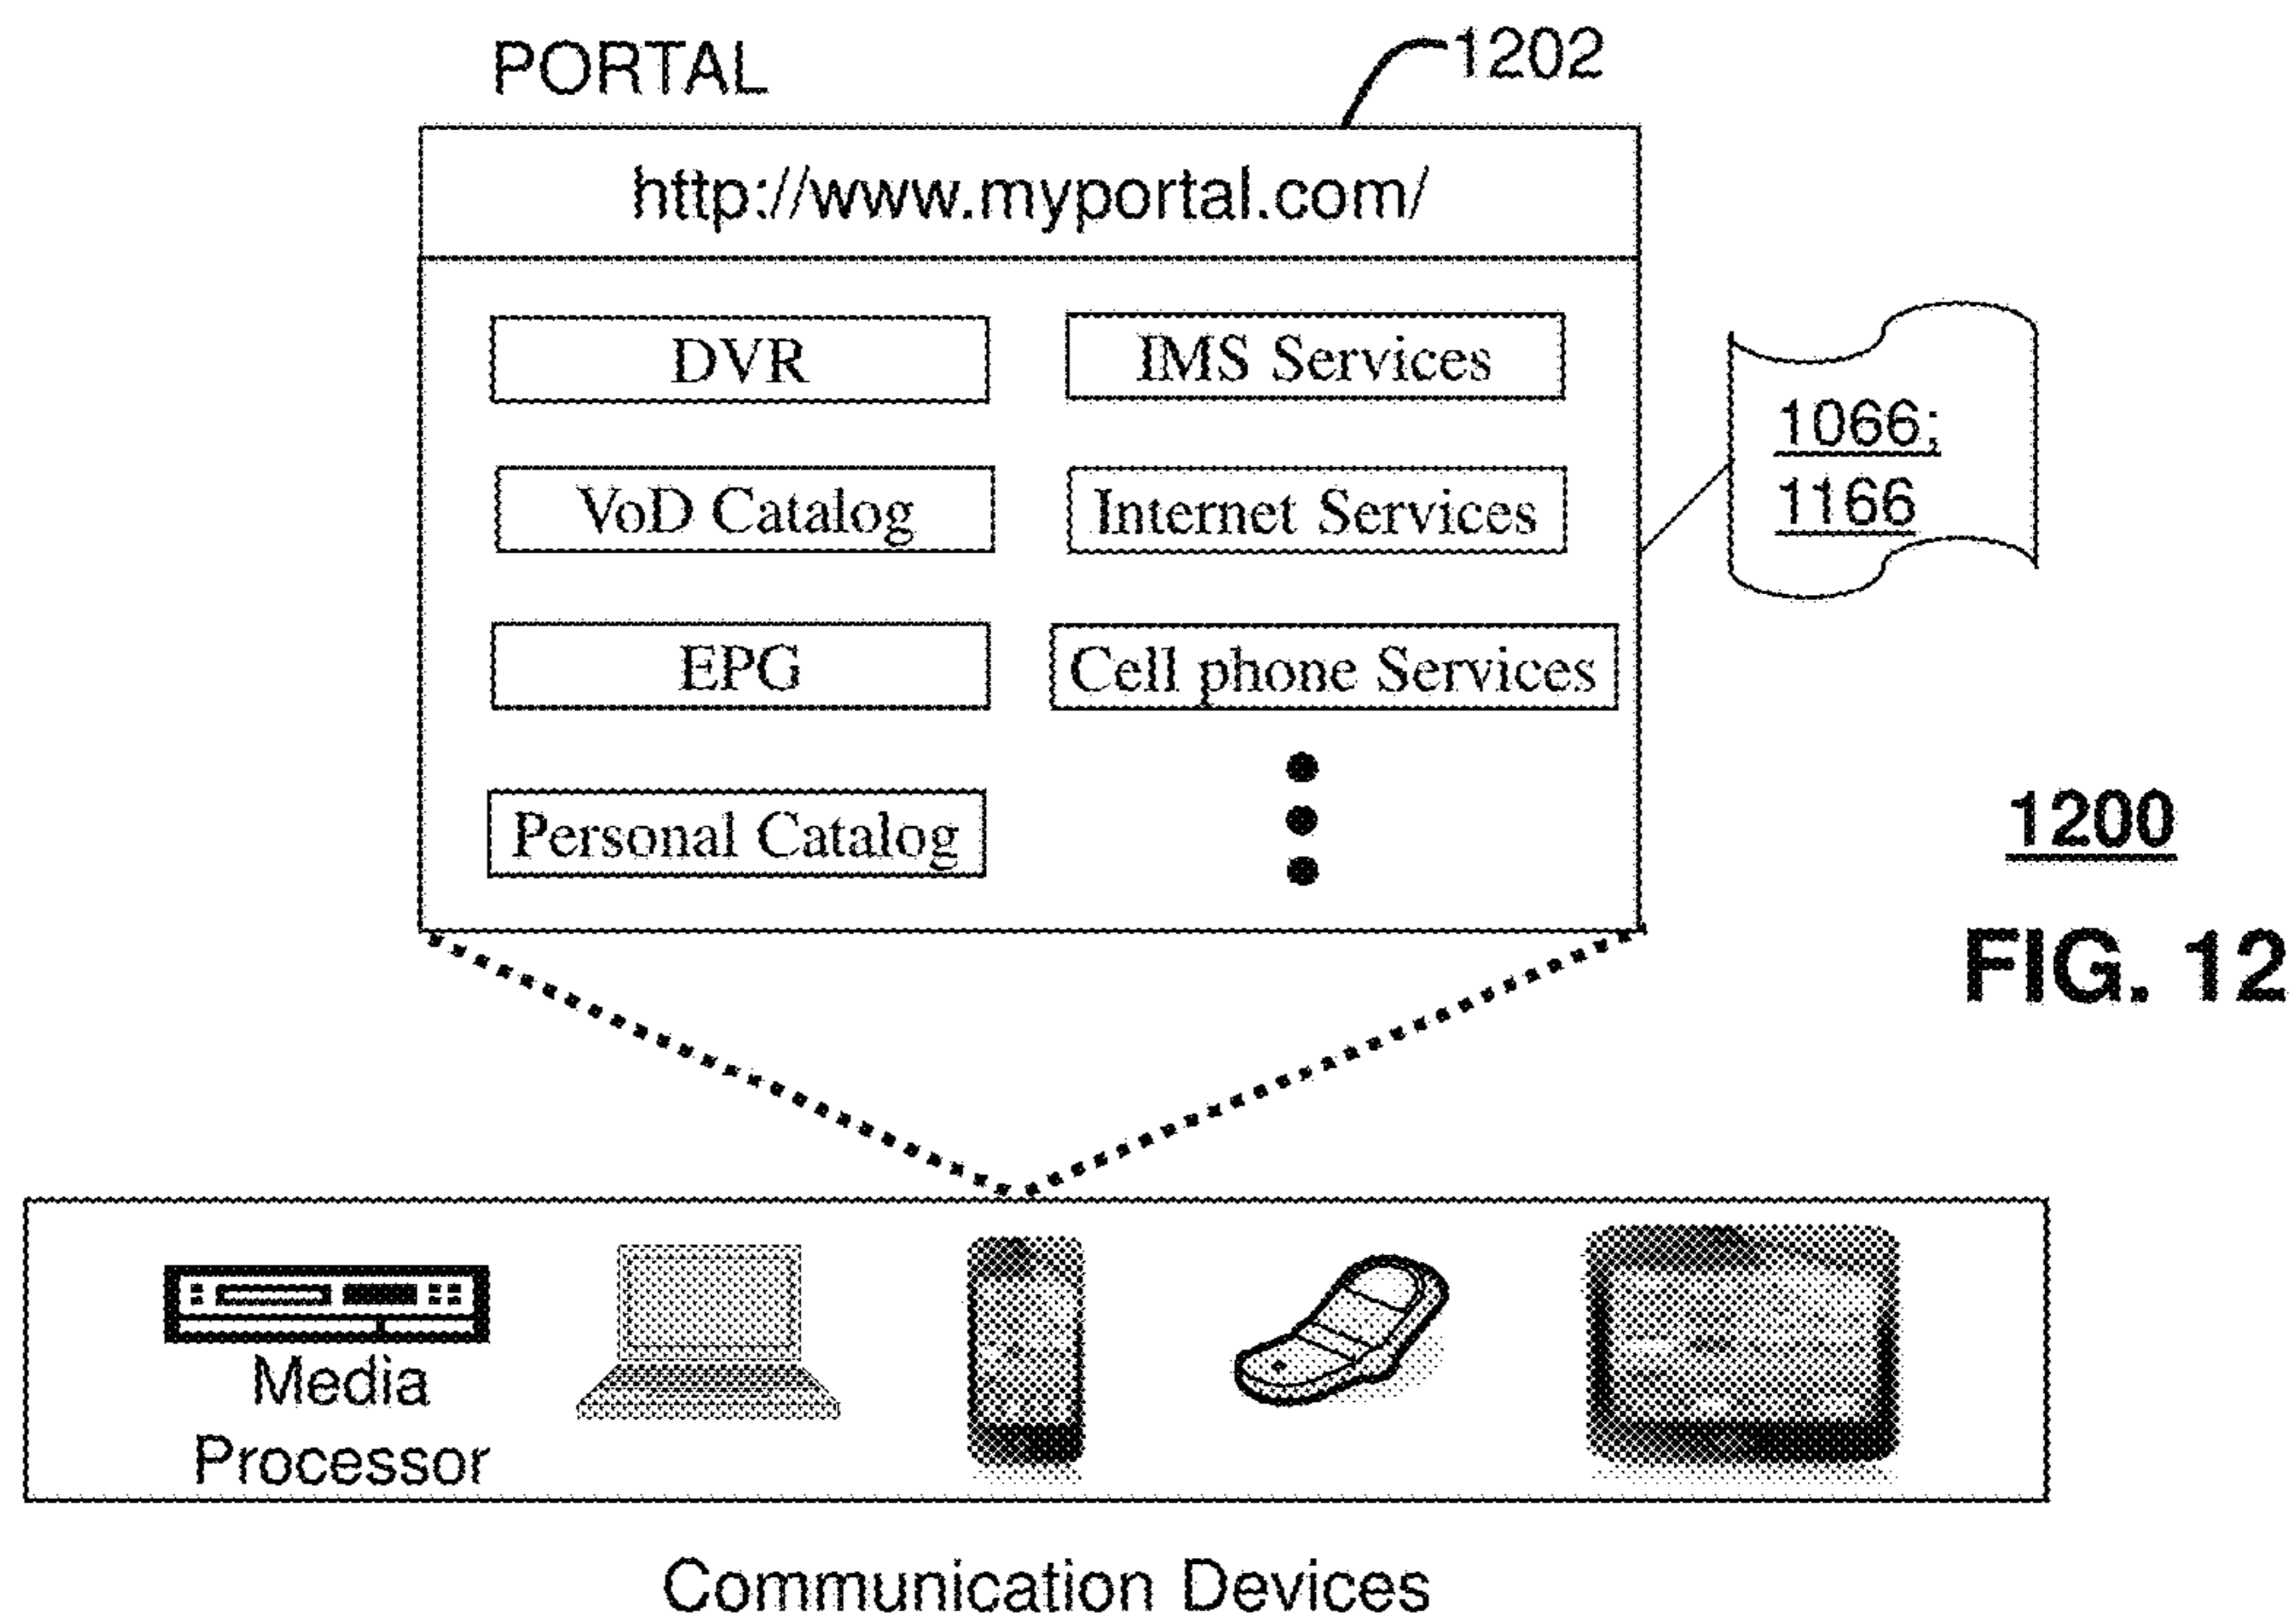 PORTAL
1202
http://www.myportal.com/
DVR
IMS Services
VoD Catalog
Internet Services
EPG
Cell phone Services
Personal Catalog
1066;
1166
1200
FIG. 12
Media
Processor
Communication Devices